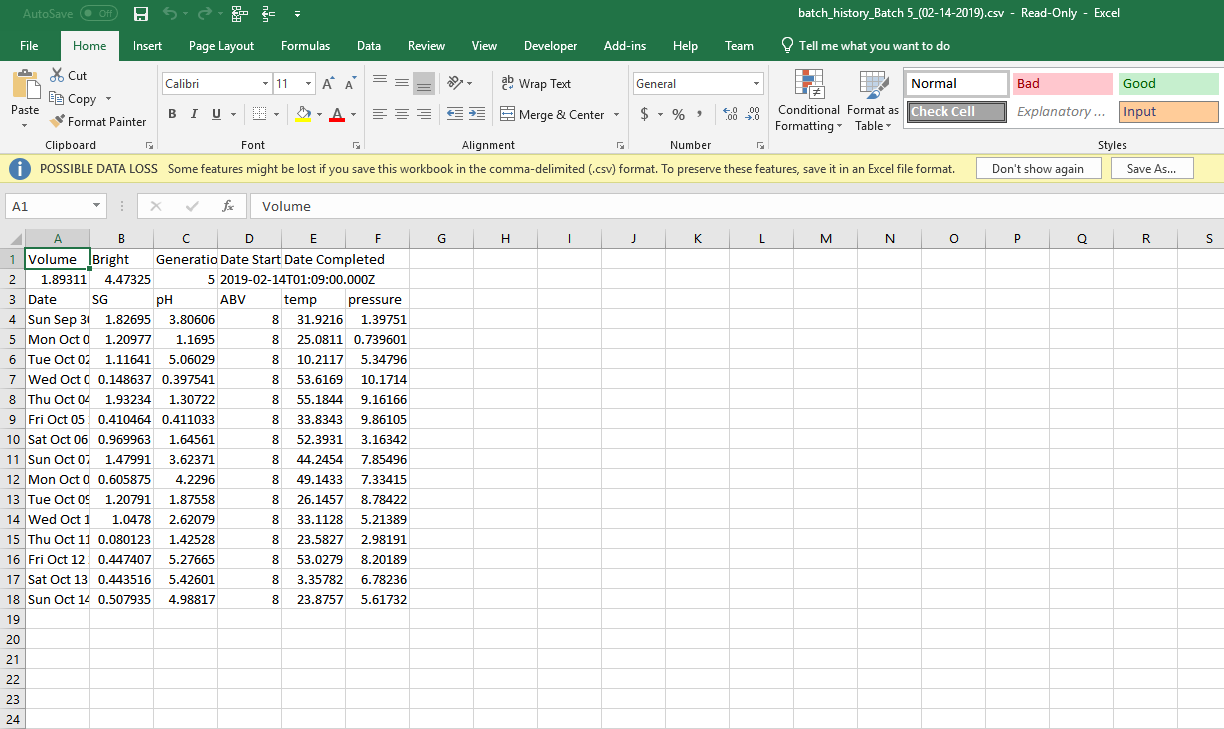 AutoSave Off batch_history_Batch 5_(02-14-2019).csv - Read-Only - Excel
File Home Insert Page Layout Formulas Data Review View Developer Add-ins Help Team Tell me what you want to do
Paste Cut Copy Format Painter Clipboard
Calibri 11 A A B I U A Font
ab Wrap Text Merge & Center Alignment
General $ % , .00 Number
Conditional Formatting Format as Table
Normal Bad Good
Check Cell Explanatory ... Input
Styles
i POSSIBLE DATA LOSS Some features might be lost if you save this workbook in the comma-delimited (.csv) format. To preserve these features, save it in an Excel file format. Don't show again Save As...
A1 fx Volume
A B C D E F G H I J K L M N O P Q R S
1 Volume Bright Generatio Date Start Date Completed
2 1.89311 4.47325 5 2019-02-14T01:09:00.000Z
3 Date SG pH ABV temp pressure
4 Sun Sep 30 1.82695 3.80606 8 31.9216 1.39751
5 Mon Oct 0 1.20977 1.1695 8 25.0811 0.739601
6 Tue Oct 02 1.11641 5.06029 8 10.2117 5.34796
7 Wed Oct 0 0.148637 0.397541 8 53.6169 10.1714
8 Thu Oct 04 1.93234 1.30722 8 55.1844 9.16166
9 Fri Oct 05 0.410464 0.411033 8 33.8343 9.86105
10 Sat Oct 06 0.969963 1.64561 8 52.3931 3.16342
11 Sun Oct 07 1.47991 3.62371 8 44.2454 7.85496
12 Mon Oct 0 0.605875 4.2296 8 49.1433 7.33415
13 Tue Oct 09 1.20791 1.87558 8 26.1457 8.78422
14 Wed Oct 1 1.0478 2.62079 8 33.1128 5.21389
15 Thu Oct 11 0.080123 1.42528 8 23.5827 2.98191
16 Fri Oct 12 0.447407 5.27665 8 53.0279 8.20189
17 Sat Oct 13 0.443516 5.42601 8 3.35782 6.78236
18 Sun Oct 14 0.507935 4.98817 8 23.8757 5.61732
19
20
21
22
23
24